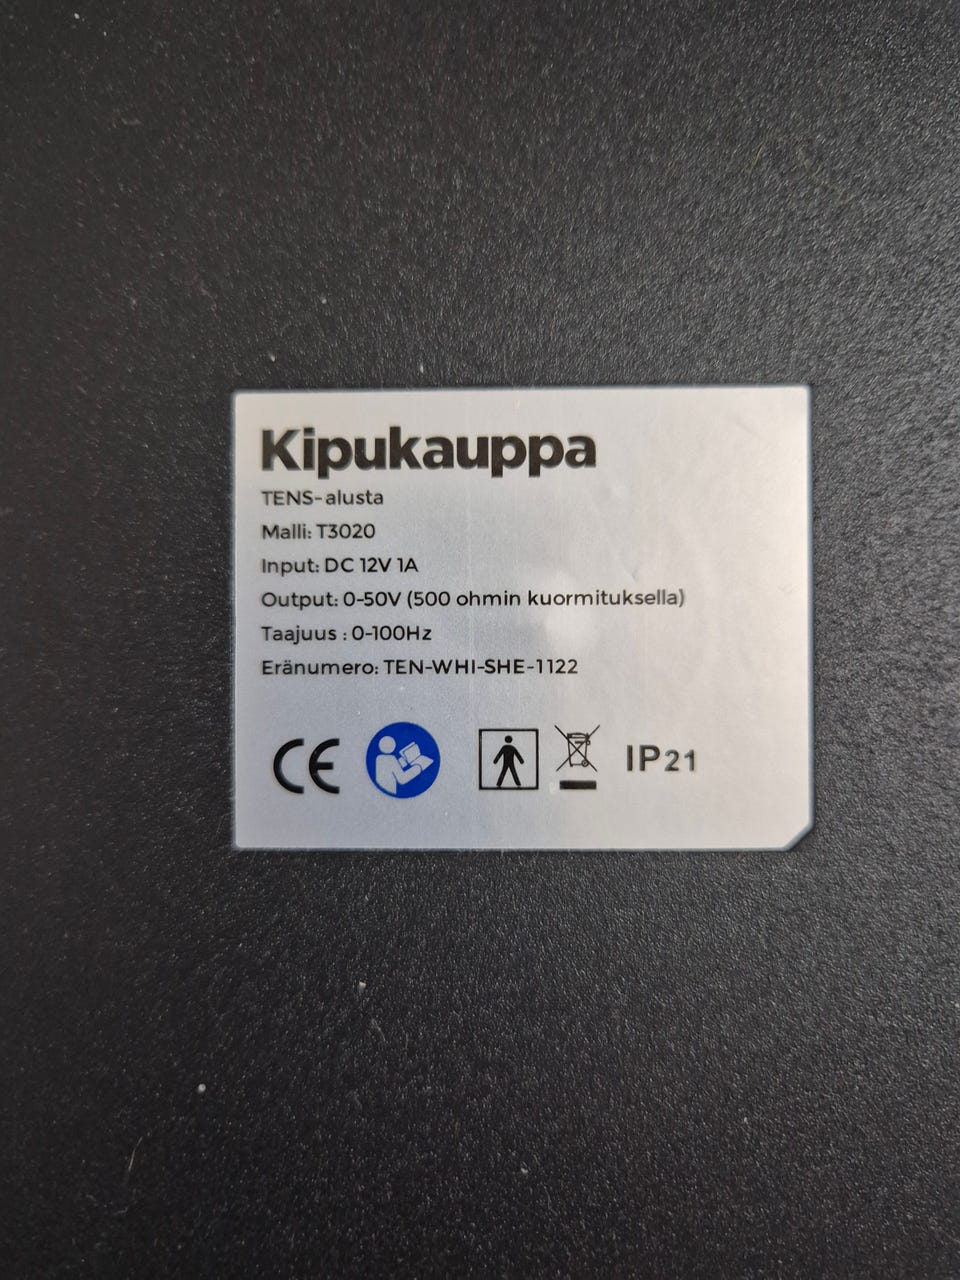 Kipukauppa
TENS-alusta
Malli: T3020
Input: DC 12V 1A
Output: 0-50V (500 ohmin kuormituksella)
Taajuus : 0-100Hz
Eränumero: TEN-WHI-SHE-1122
CE IP21